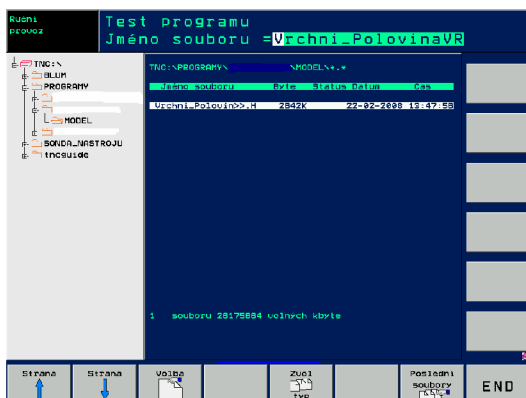 Ruční
provoz
Test programu
Jméno souboru =Vrchni_PolovinaVR
TNC:\
BLUM
PROGRAMY
MODEL
SONDA_NASTROJU
tncguide
TNC:\PROGRAMY\ \MODEL\*.*
Jméno souboru Byte Status Datum Čas
Vrchni_Polovin>>.H 2842K 22-02-2008 13:47:53
1 souboru 28175884 volných kbyte
Strana
Strana
Volba
Zvol
typ
Poslední
soubory
END